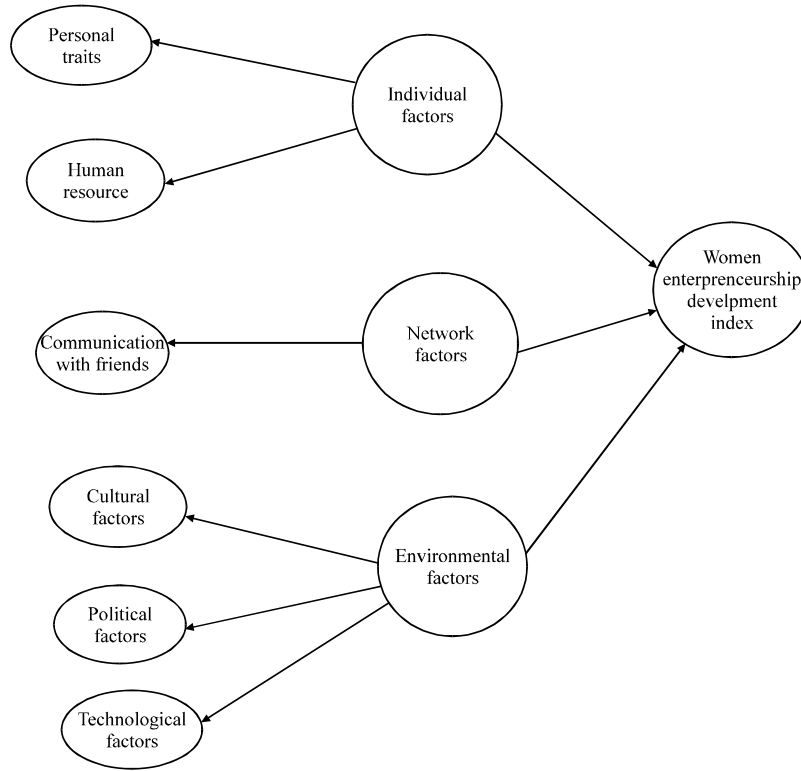 Personal
traits
Individual
factors
Human
resource
Women
enterpreneurship
develpment
index
Network
factors
Communication
with friends
Cultural
factors
Environmental
factors
Political
factors
Technological
factors